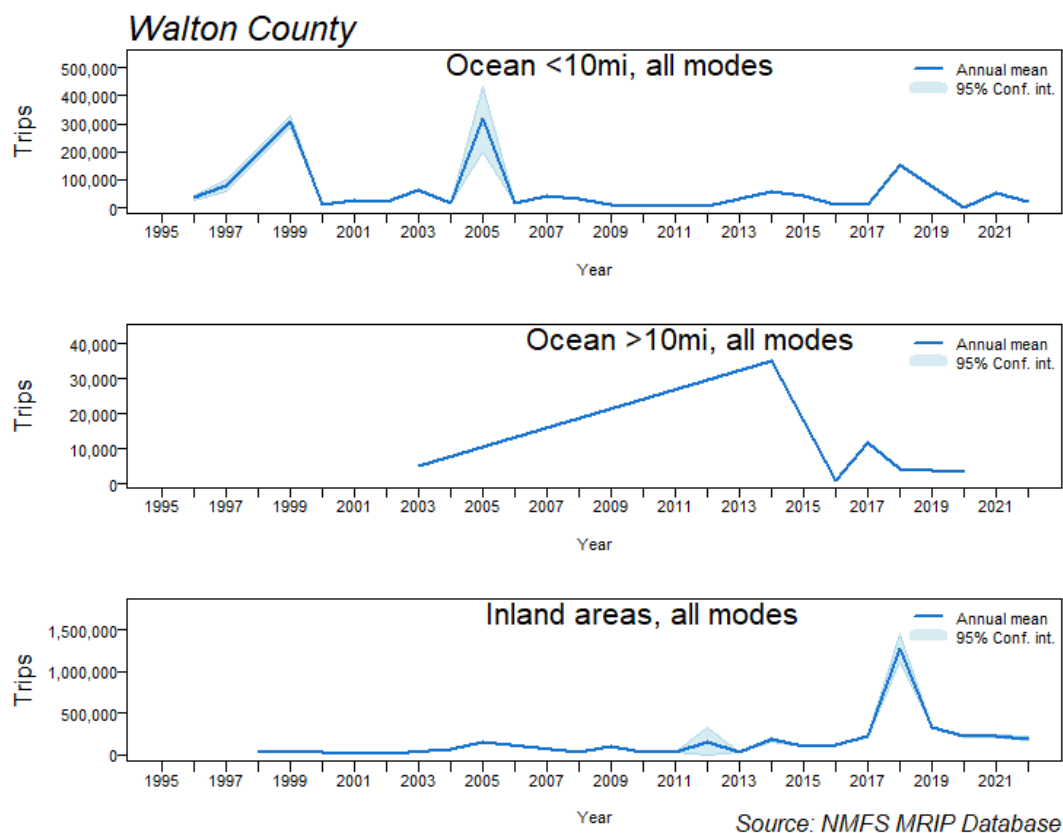 Walton County
Ocean <10mi, all modes
Annual mean
95% Conf. int.
Trips
500,000
400,000
300,000
200,000
100,000
0
1995 1997 1999 2001 2003 2005 2007 2009 2011 2013 2015 2017 2019 2021
Year
Ocean >10mi, all modes
Annual mean
95% Conf. int.
Trips
40,000
30,000
20,000
10,000
0
1995 1997 1999 2001 2003 2005 2007 2009 2011 2013 2015 2017 2019 2021
Year
Inland areas, all modes
Annual mean
95% Conf. int.
Trips
1,500,000
1,000,000
500,000
0
1995 1997 1999 2001 2003 2005 2007 2009 2011 2013 2015 2017 2019 2021
Year
Source: NMFS MRIP Database